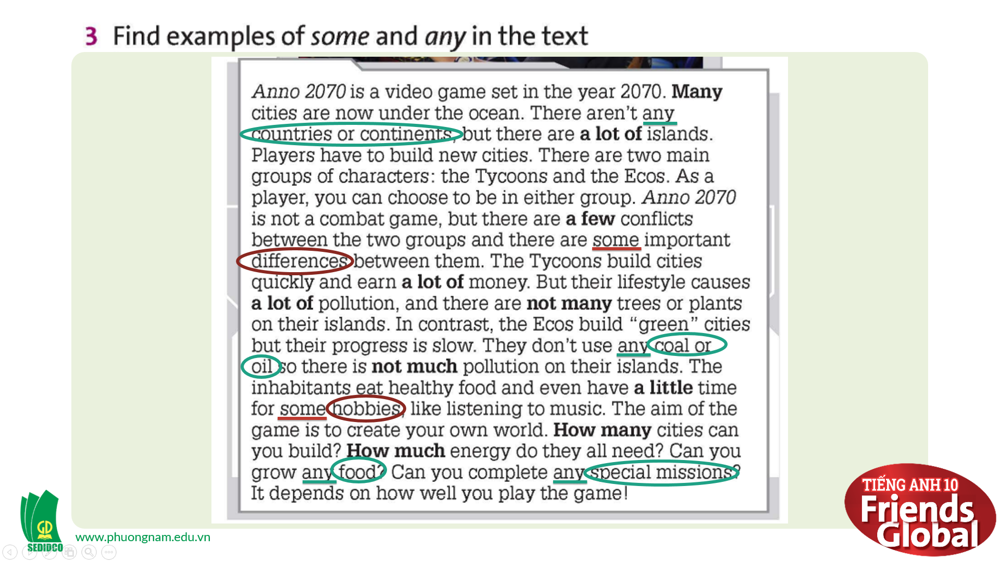 3 Find examples of some and any in the text
Anno 2070 is a video game set in the year 2070. Many
cities are now under the ocean. There aren't any
countries or continents, but there are a lot of islands.
Players have to build new cities. There are two main
groups of characters: the Tycoons and the Ecos. As a
player, you can choose to be in either group. Anno 2070
is not a combat game, but there are a few conflicts
between the two groups and there are some important
differences between them. The Tycoons build cities
quickly and earn a lot of money. But their lifestyle causes
a lot of pollution, and there are not many trees or plants
on their islands. In contrast, the Ecos build “green” cities
but their progress is slow. They don't use any coal or
oil so there is not much pollution on their islands. The
inhabitants eat healthy food and even have a little time
for some hobbies, like listening to music. The aim of the
game is to create your own world. How many cities can
you build? How much energy do they all need? Can you
grow any food? Can you complete any special missions?
It depends on how well you play the game!
TIẾNG ANH 10
Friends
Global
GD
SEDIDCO
www.phuongnam.edu.vn